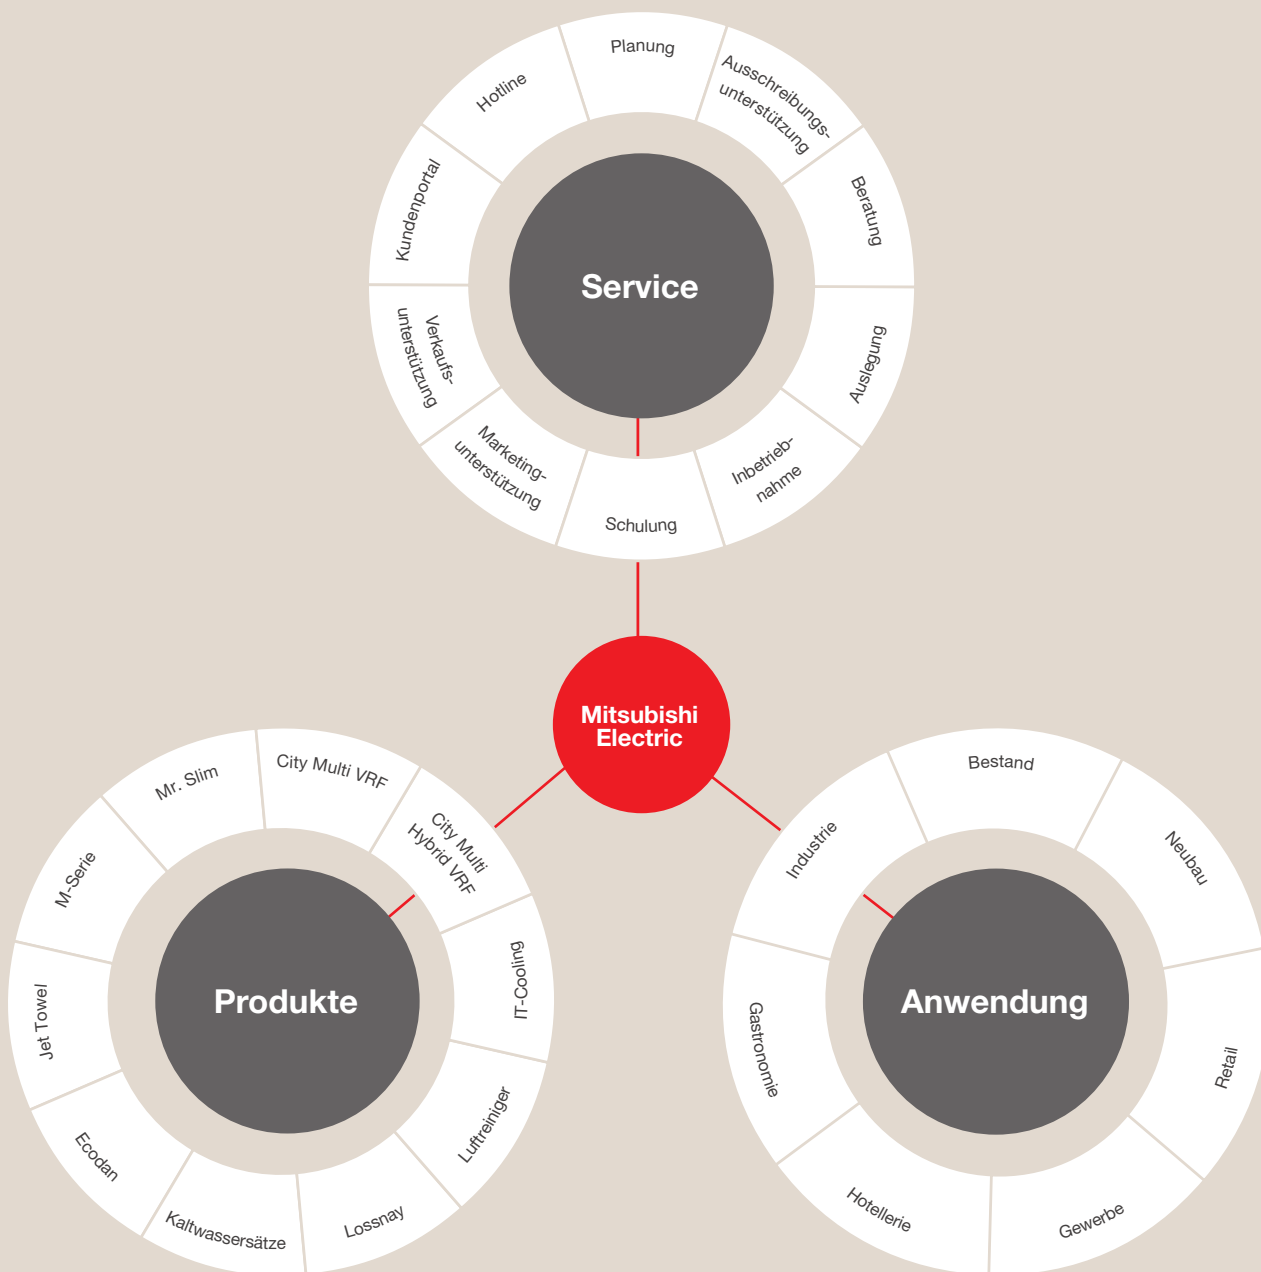 Planung
Ausschreibungs-
unterstützung
Beratung
Auslegung
Inbetrieb-
nahme
Schulung
Marketing-
unterstützung
Verkaufs-
unterstützung
Kundenportal
Hotline
Service
Mitsubishi
Electric
City Multi VRF
City Multi
Hybrid VRF
IT-Cooling
Luftreiniger
Lossnay
Kaltwassersätze
Ecodan
Jet Towel
M-Serie
Mr. Slim
Produkte
Bestand
Neubau
Retail
Gewerbe
Hotellerie
Gastronomie
Industrie
Anwendung